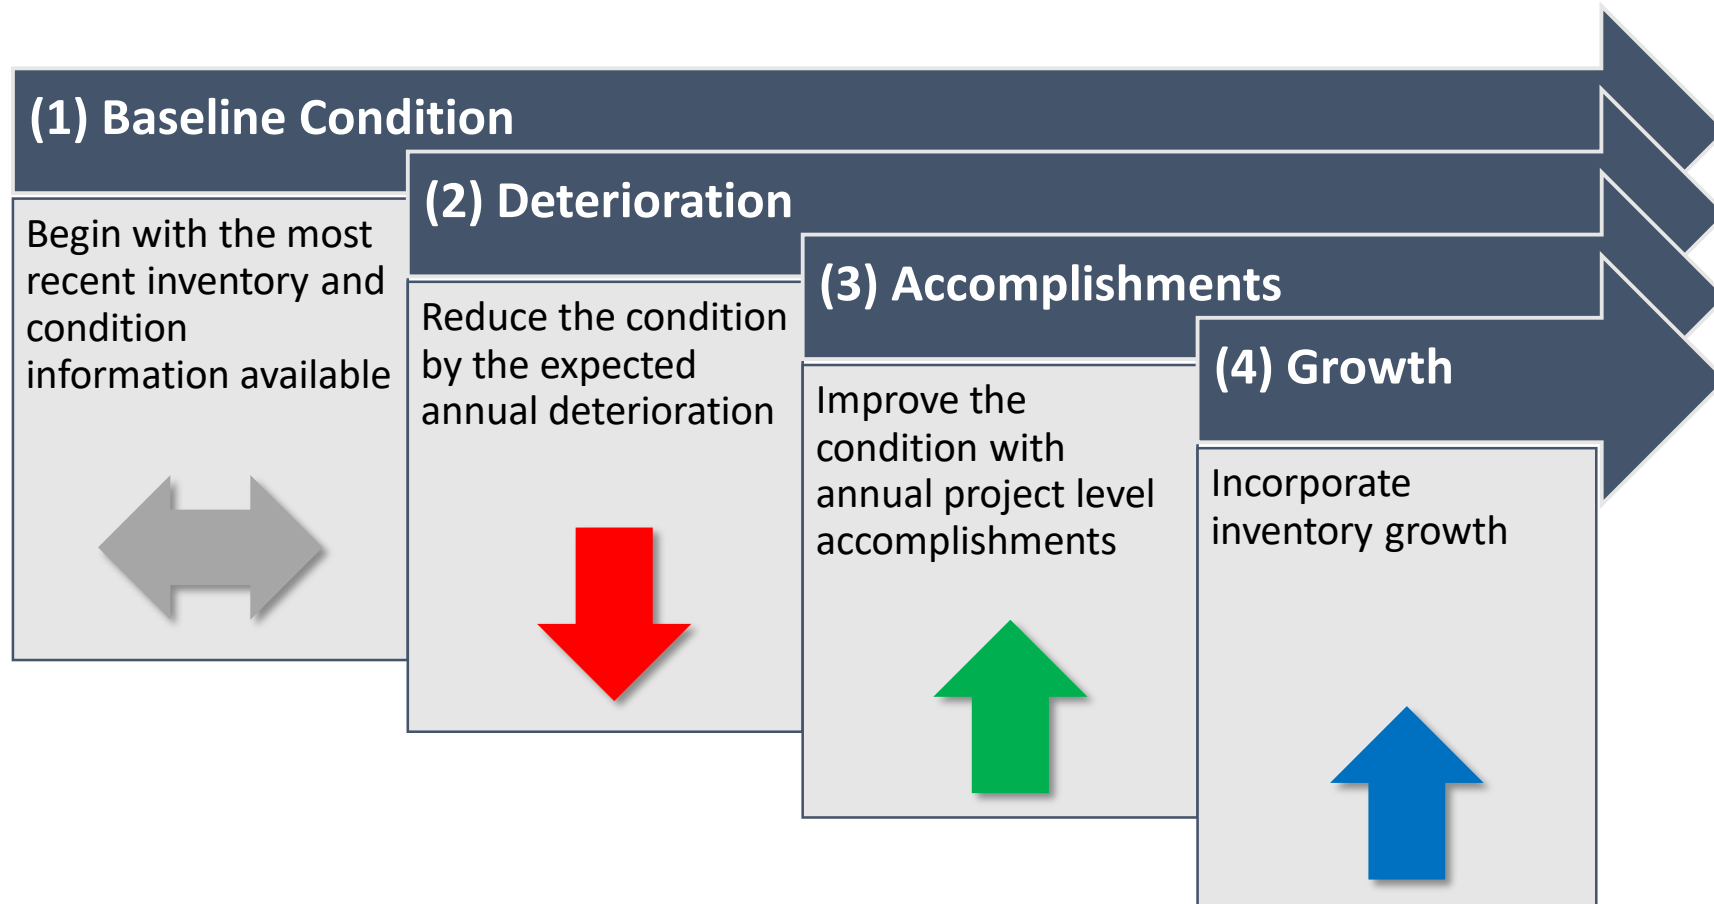 (1) Baseline Condition
Begin with the most
recent inventory and
condition
information available
(2) Deterioration
Reduce the condition
by the expected
annual deterioration
(3) Accomplishments
Improve the
condition with
annual project level
accomplishments
(4) Growth
Incorporate
inventory growth